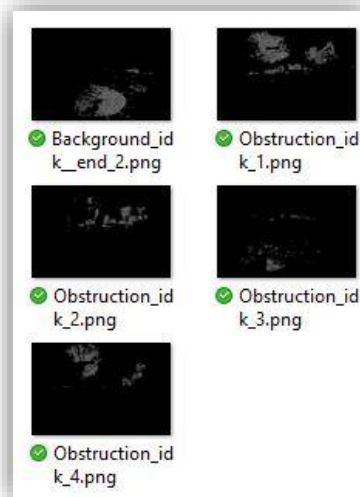 Background_id
k__end_2.png
Obstruction_id
k_1.png
Obstruction_id
k_2.png
Obstruction_id
k_3.png
Obstruction_id
k_4.png